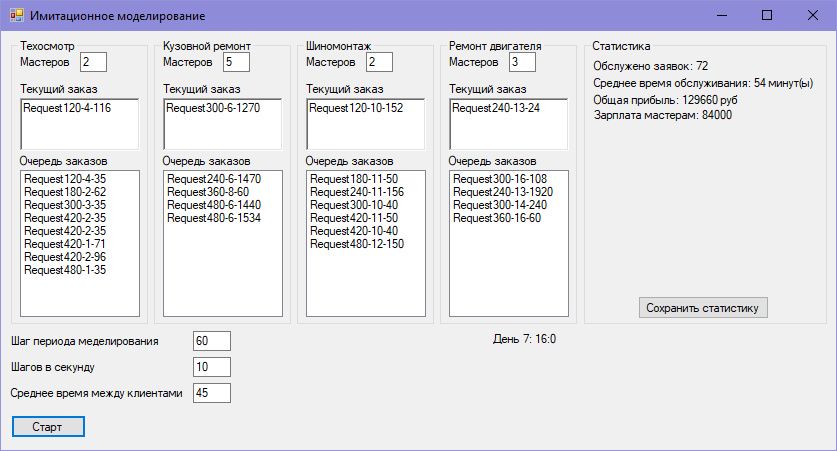 Имитационное моделирование
Техосмотр
Мастеров 2
Текущий заказ
Request120-4-116
Очередь заказов
Request120-4-35
Request180-2-62
Request300-3-35
Request420-2-35
Request420-2-35
Request420-1-71
Request420-2-96
Request480-1-35
Кузовной ремонт
Мастеров 5
Текущий заказ
Request300-6-1270
Очередь заказов
Request240-6-1470
Request360-8-60
Request480-6-1440
Request480-6-1534
Шиномонтаж
Мастеров 2
Текущий заказ
Request120-10-152
Очередь заказов
Request180-11-50
Request240-11-156
Request300-10-40
Request420-11-50
Request420-10-40
Request480-12-150
Ремонт двигателя
Мастеров 3
Текущий заказ
Request240-13-24
Очередь заказов
Request300-16-108
Request240-13-1920
Request300-14-240
Request360-16-60
Статистика
Обслужено заявок: 72
Среднее время обслуживания: 54 минут(ы)
Общая прибыль: 129660 руб
Зарплата мастерам: 84000
Сохранить статистику
Шаг периода меделирования 60
Шагов в секунду 10
Среднее время между клиентами 45
День 7: 16:0
Старт